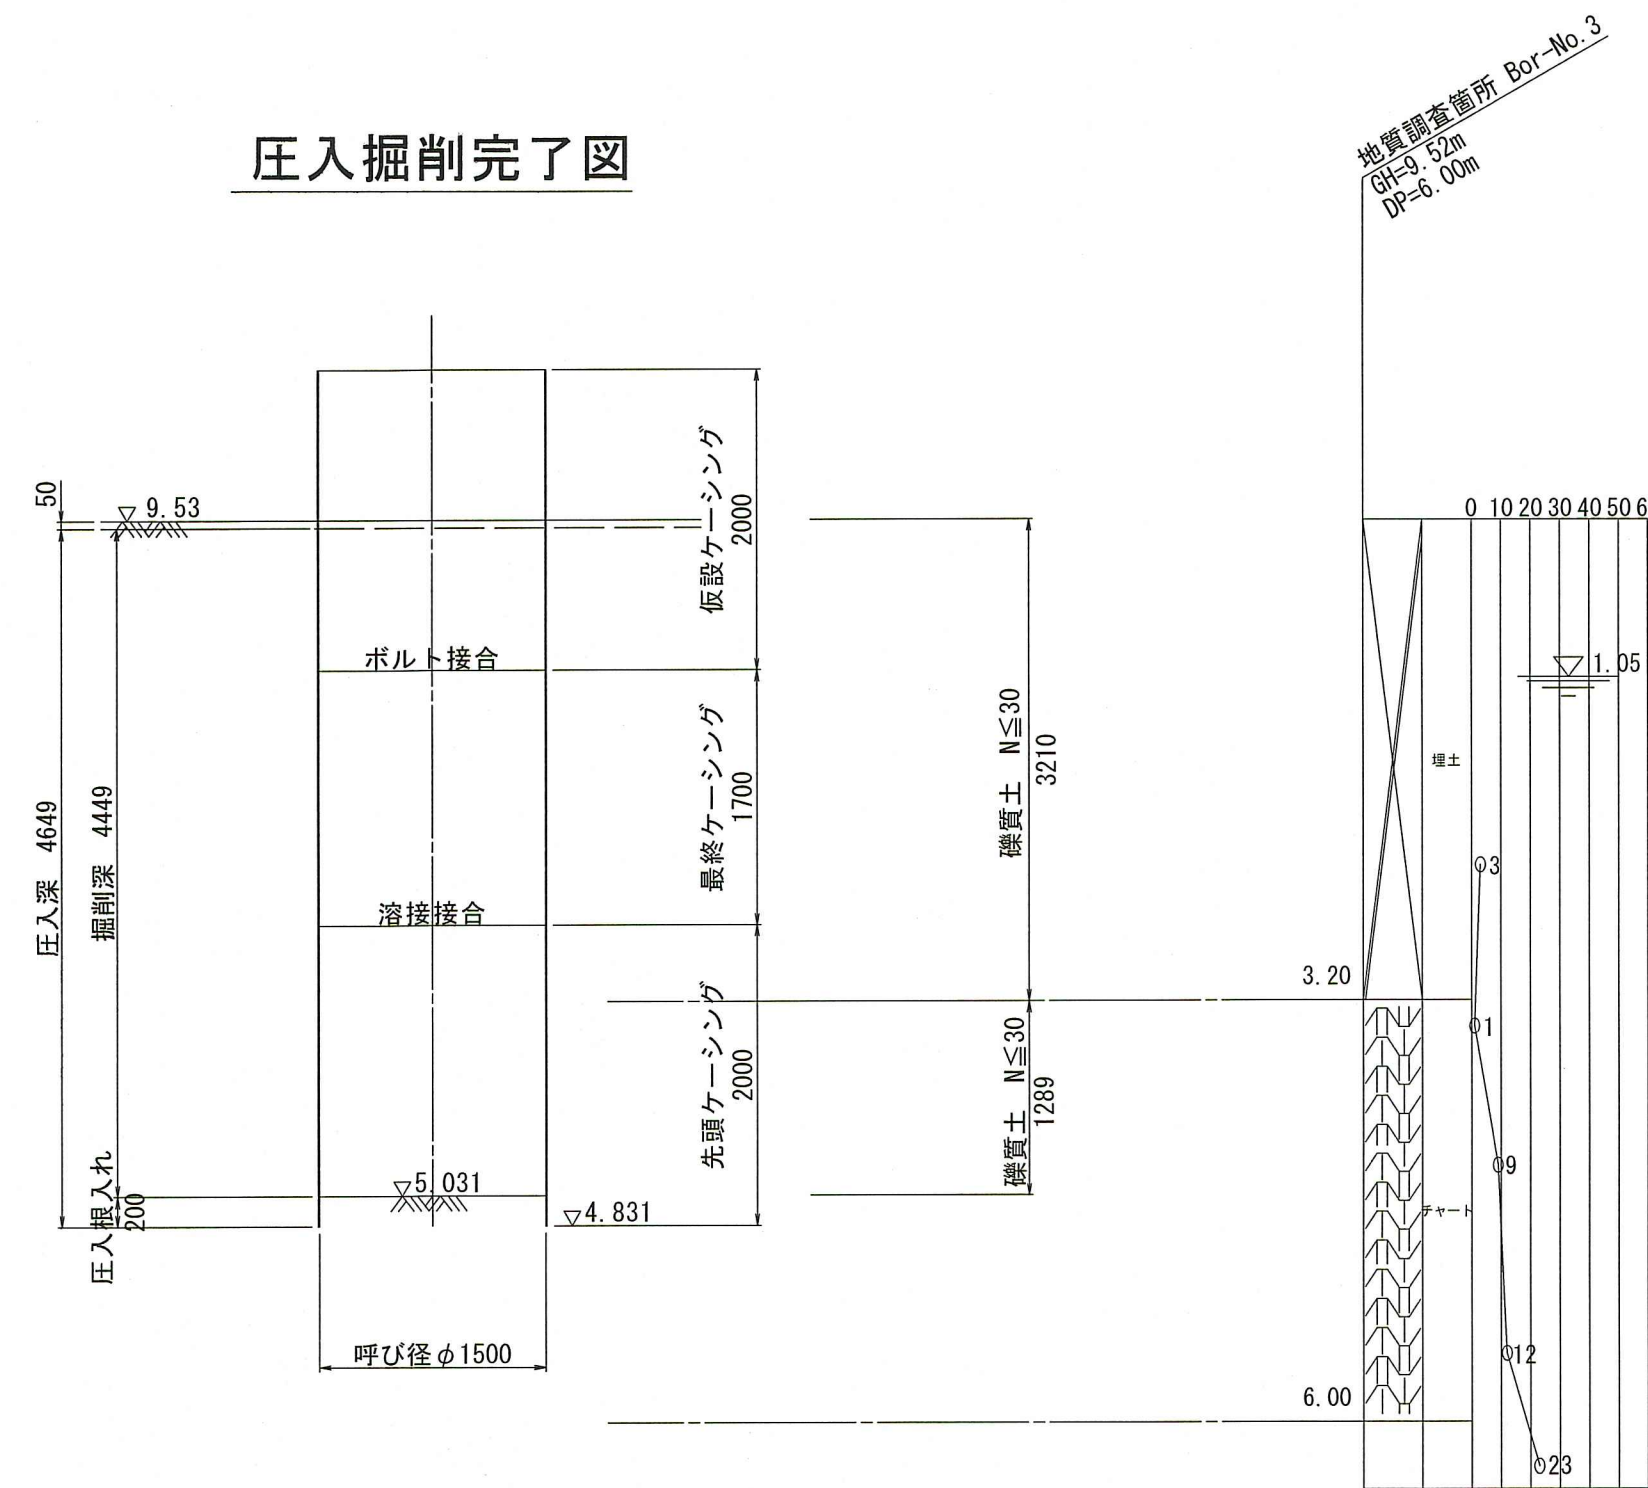 地質調査箇所 Bor-No.3
GH=9.52m
DP=6.00m
圧入掘削完了図
50
9.53
圧入深 4649
掘削深 4449
圧入根入れ
200
ボルト接合
溶接接合
5.031
4.831
呼び径φ1500
仮設ケーシング
2000
最終ケーシング
1700
先頭ケーシング
2000
礫質土 N≦30
3210
礫質土 N≦30
1289
0 10 20 30 40 50 6
1.05
埋土
3
3.20
1
9
チャート
12
6.00
23